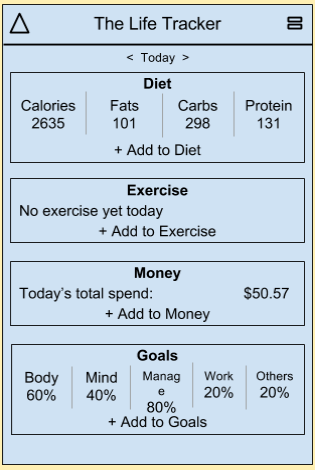 The Life Tracker
< Today >
Diet
Calories Fats Carbs Protein
2635 101 298 131
+ Add to Diet
Exercise
No exercise yet today
+ Add to Exercise
Money
Today's total spend: $50.57
+ Add to Money
Goals
Body Mind Manag Work Others
e
60% 40% 80% 20% 20%
+ Add to Goals